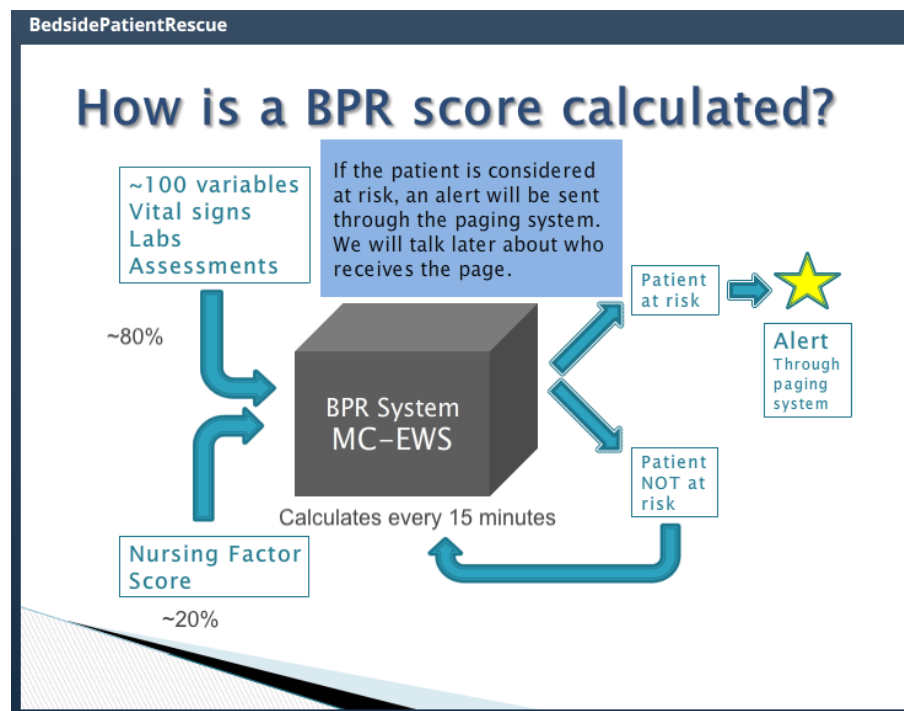 BedsidePatientRescue
How is a BPR score calculated?
~100 variables
Vital signs
Labs
Assessments
If the patient is considered
at risk, an alert will be sent
through the paging system.
We will talk later about who
receives the page.
Patient
at risk
~80%
Alert
Through
paging
system
BPR System
MC-EWS
Patient
NOT at
risk
Calculates every 15 minutes
Nursing Factor
Score
~20%